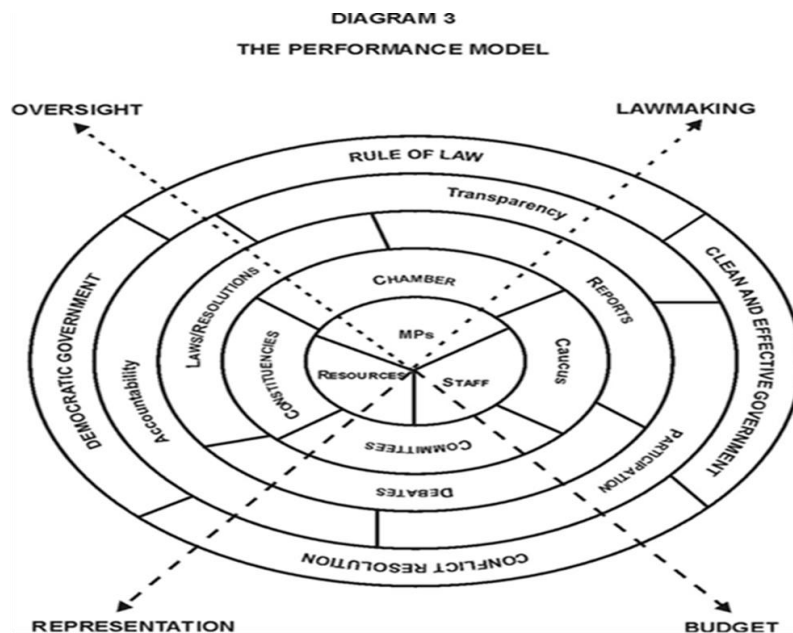 DIAGRAM 3
THE PERFORMANCE MODEL
OVERSIGHT
LAWMAKING
RULE OF LAW
Transparency
DEMOCRATIC GOVERNMENT
CLEAN AND EFFECTIVE GOVERNMENT
LAWS/RESOLUTIONS
REPORTS
CHAMBER
CONSTITUENCIES
CAUCUS
MPs
RESOURCES
STAFF
Accountability
COMMITTEES
PARTICIPATION
DEBATES
CONFLICT RESOLUTION
REPRESENTATION
BUDGET